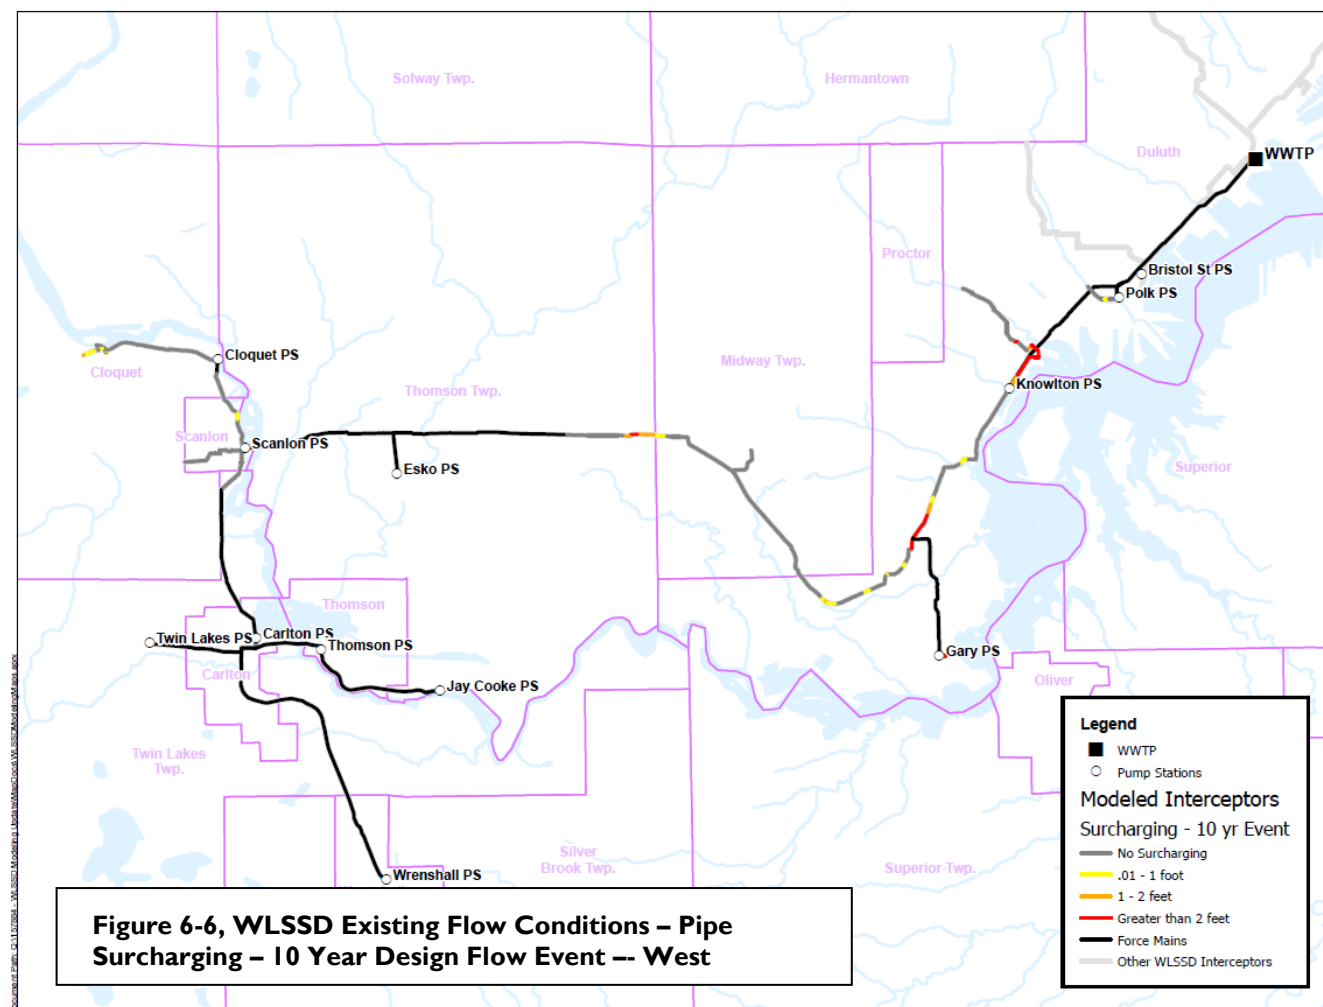 Solway Twp.
Hermantown
Duluth
WWTP
Proctor
Bristol St PS
Polk PS
Cloquet PS
Cloquet
Thomson Twp.
Midway Twp.
Knowlton PS
Scanlon
Scanlon PS
Esko PS
Superior
Thomson
Twin Lakes PS
Carlton PS
Thomson PS
Carlton
Jay Cooke PS
Gary PS
Oliver
Twin Lakes
Twp.
Silver
Brook Twp.
Superior Twp.
Wrenshall PS
Legend
WWTP
Pump Stations
Modeled Interceptors
Surcharging - 10 yr Event
No Surcharging
.01 - 1 foot
1 - 2 feet
Greater than 2 feet
Force Mains
Other WLSSD Interceptors
Figure 6-6, WLSSD Existing Flow Conditions – Pipe
Surcharging – 10 Year Design Flow Event –- West